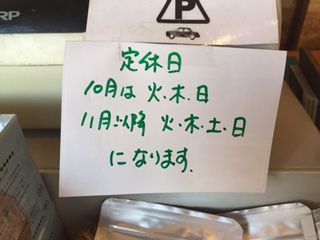 RP
P
定休日
10月は 火・木・日
11月以降 火・木・土・日
になります.